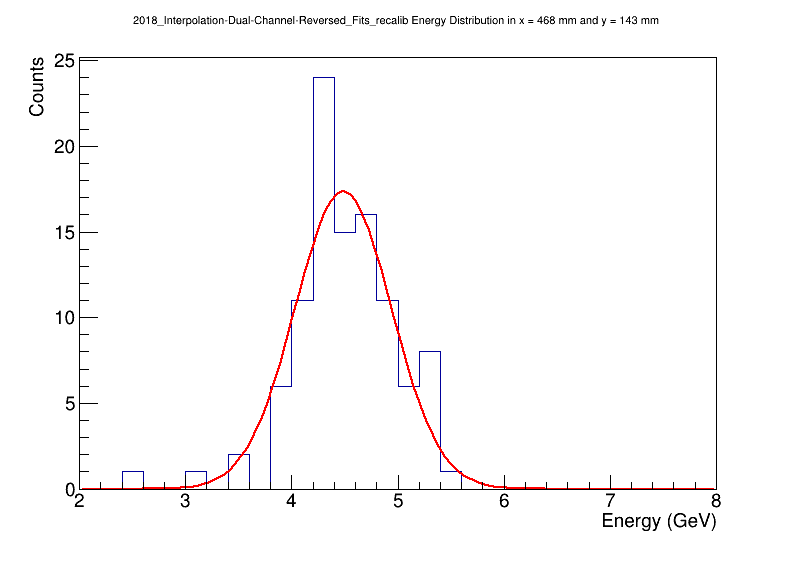 2018_Interpolation-Dual-Channel-Reversed_Fits_recalib Energy Distribution in x = 468 mm and y = 143 mm
Counts
25
20
15
10
5
0
2 3 4 5 6 7 8
Energy (GeV)